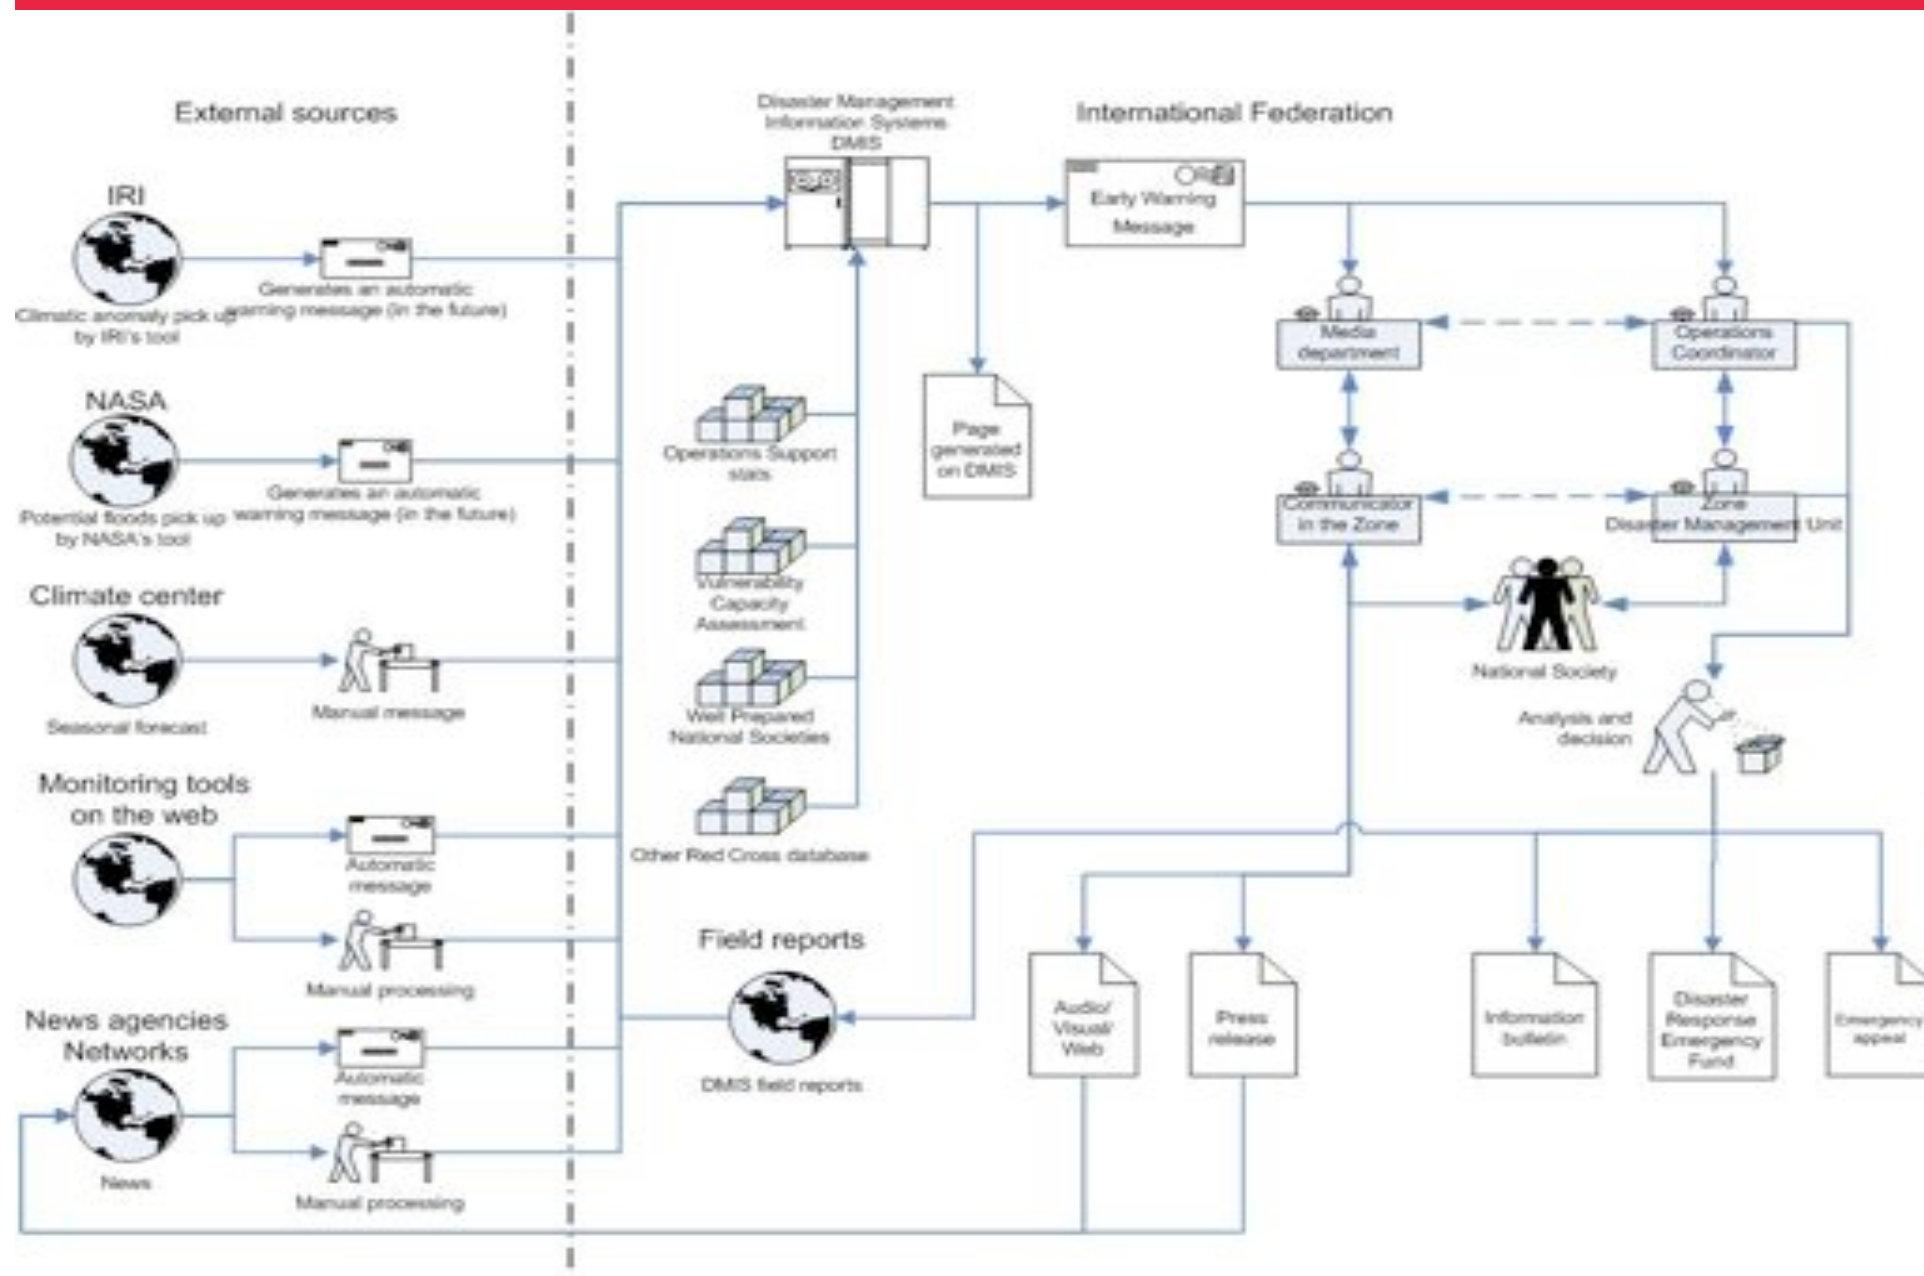 External sources
IRI
Climatic anomaly pick up
by IRI's tool
Generates an automatic
warning message (in the future)
NASA
Potential floods pick up
by NASA's tool
Generates an automatic
warning message (in the future)
Climate center
Seasonal forecast
Manual message
Monitoring tools
on the web
Automatic
message
Manual processing
News agencies
Networks
News
Automatic
message
Manual processing
Disaster Management
Information Systems
DMIS
Operations Support
stats
Vulnerability
Capacity
Assessment
Well Prepared
National Societies
Other Red Cross database
Field reports
DMIS field reports
Page
generated
on DMIS
International Federation
Early Warning
Message
Media
department
Operations
Coordinator
Communicator
in the Zone
Zone
Disaster Management Unit
National Society
Analysis and
decision
Audio/
Visual/
Web
Press
release
Information
bulletin
Disaster
Response
Emergency
Fund
Emergency
appeal